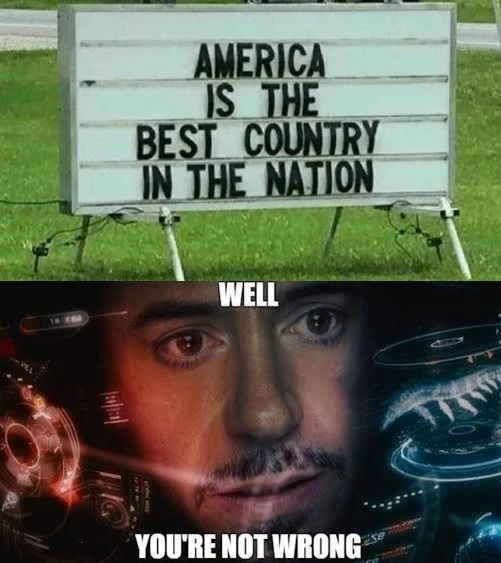 AMERICA
IS THE
BEST COUNTRY
IN THE NATION
WELL
YOU'RE NOT WRONG